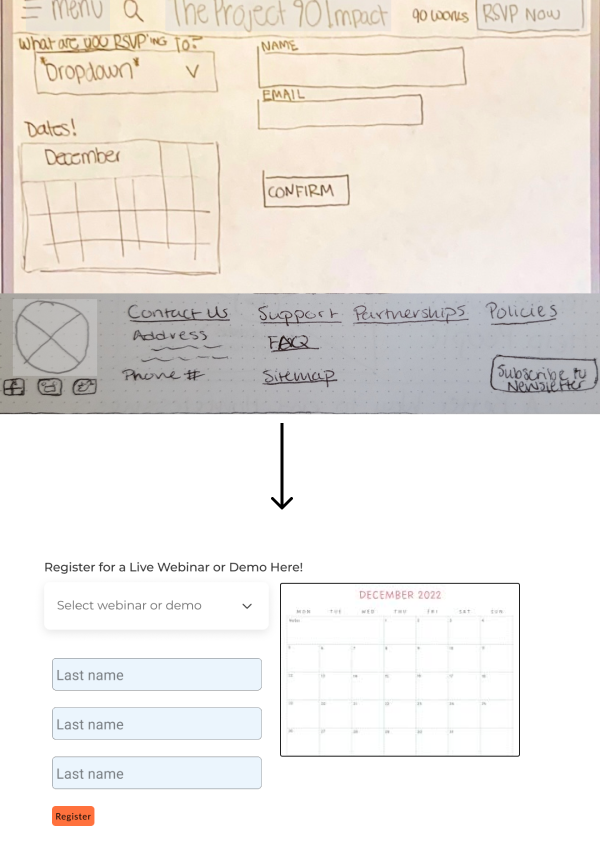 Menu The Project 90 Impact 90 Works RSVP Now
What are you RSVP'ing To?
"Dropdown"
NAME
EMAIL
Dates!
December
CONFIRM
Contact Us Support Partnerships Policies
Address FAQ
Phone # Sitemap
Subscribe to
Newsletter
Register for a Live Webinar or Demo Here!
Select webinar or demo
Last name
Last name
Last name
Register
DECEMBER 2022
MON TUE WED THU FRI SAT SUN
Notes 1 2 3 4
5 6 7 8 9 10 11
12 13 14 15 16 17 18
19 20 21 22 23 24 25
26 27 28 29 30 31